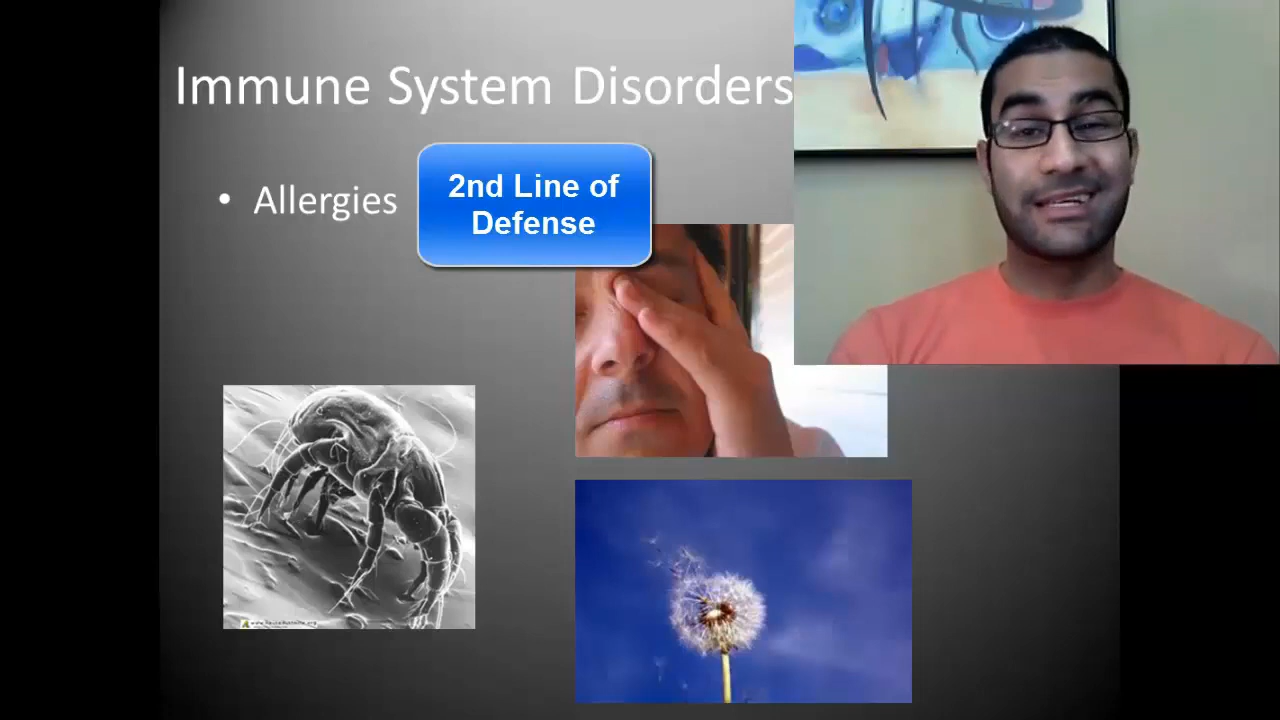 Immune System Disorders
• Allergies
2nd Line of
Defense